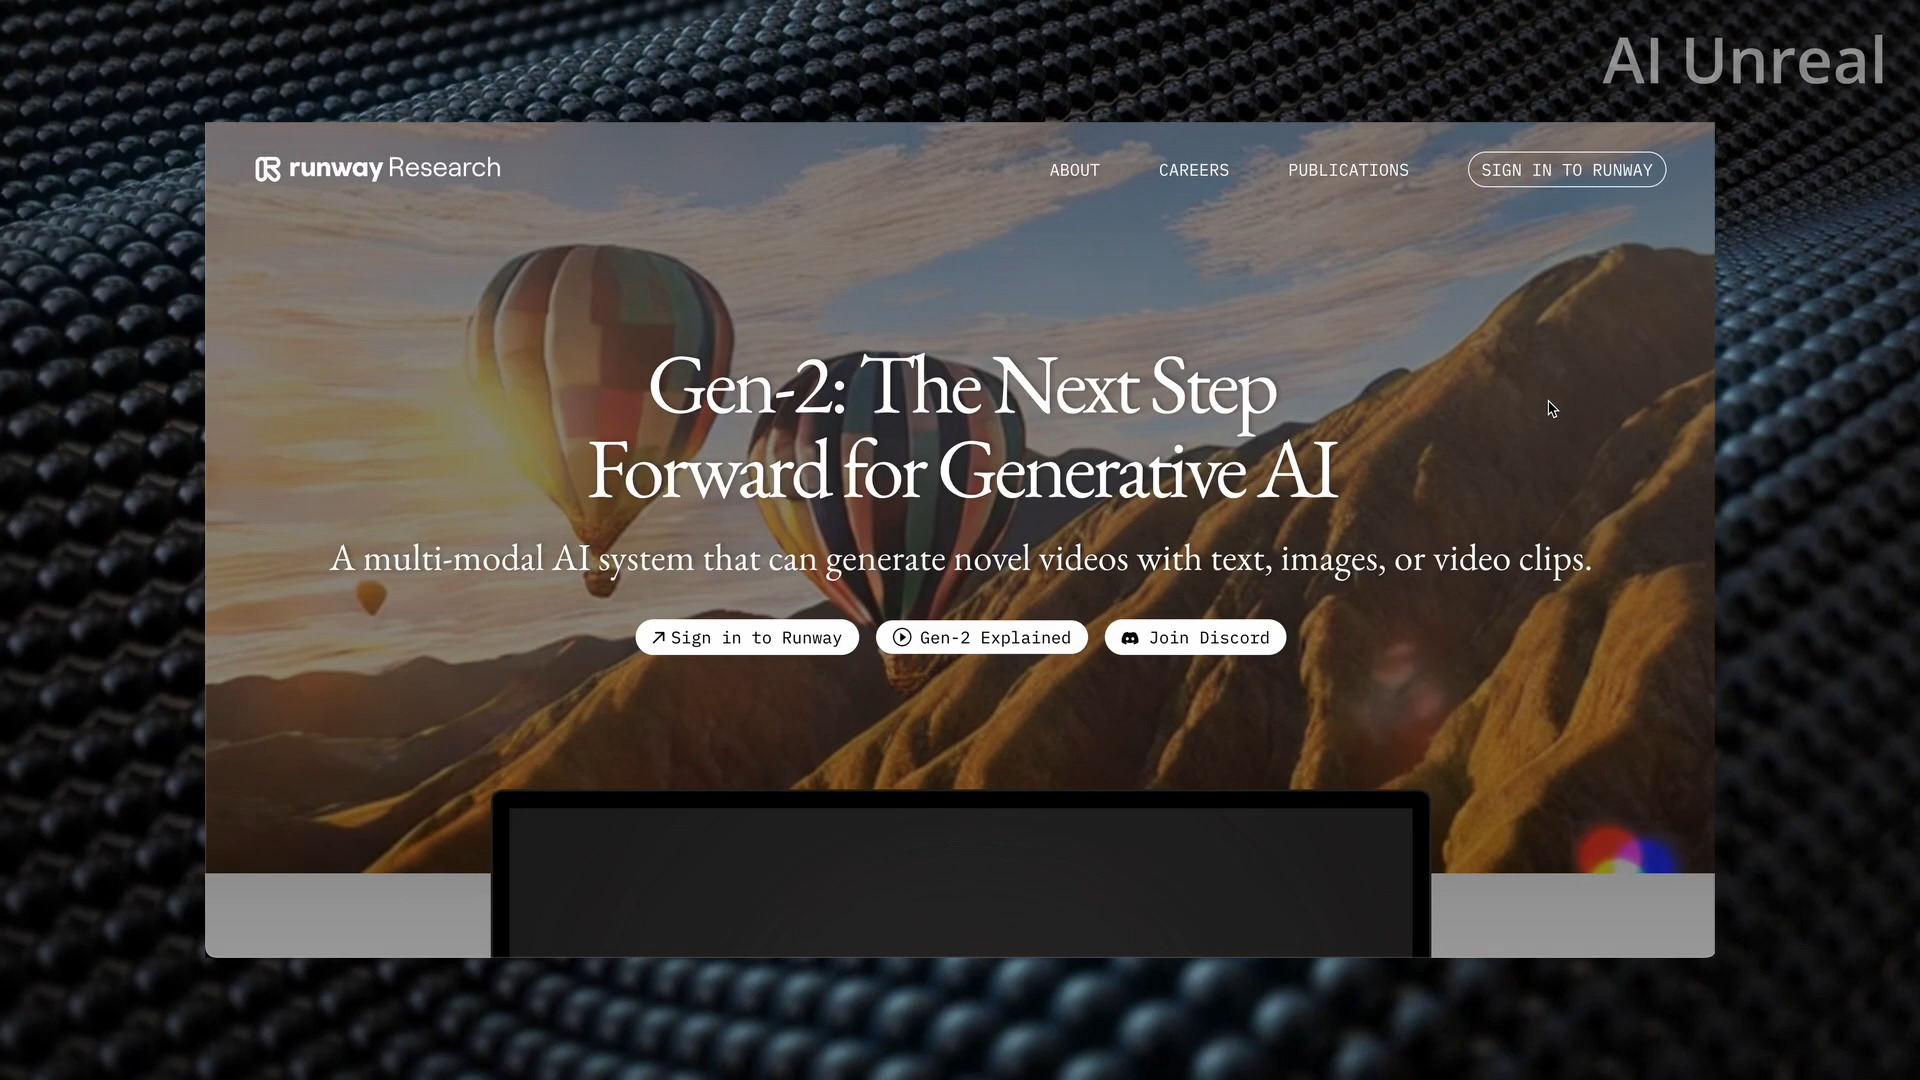 AI Unreal
runway Research
ABOUT
CAREERS
PUBLICATIONS
SIGN IN TO RUNWAY
Gen-2: The Next Step
Forward for Generative AI
A multi-modal AI system that can generate novel videos with text, images, or video clips.
Sign in to Runway
Gen-2 Explained
Join Discord